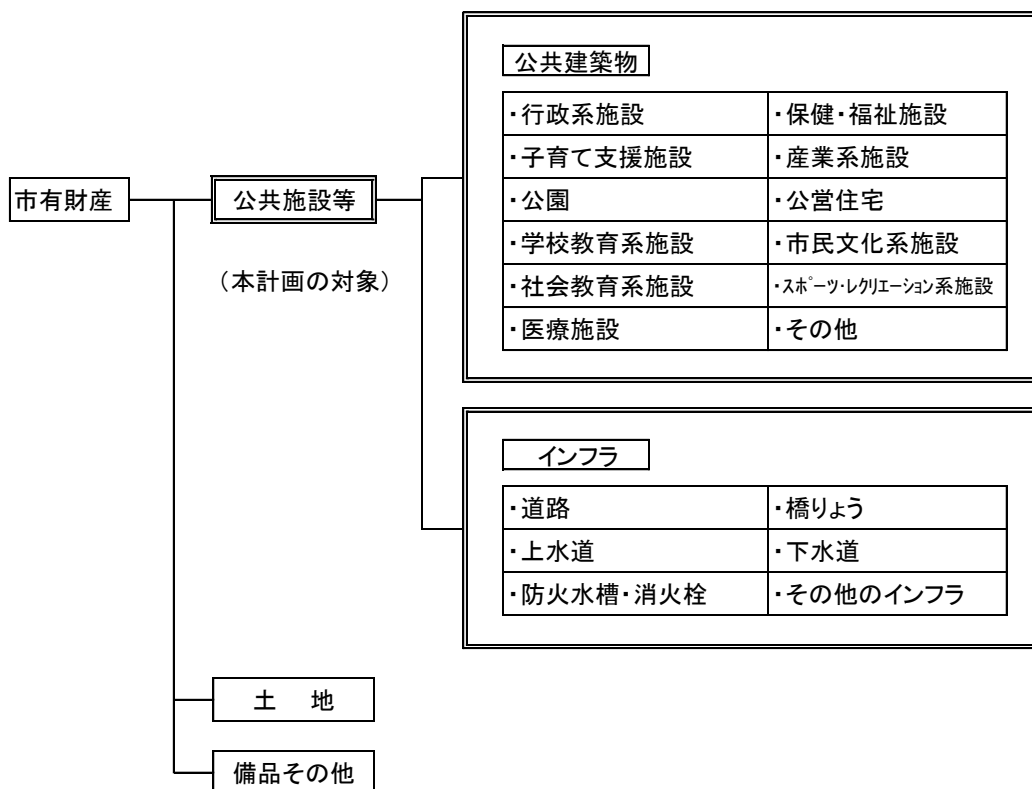 公共建築物
・行政系施設 ・保健・福祉施設
・子育て支援施設 ・産業系施設
市有財産 公共施設等 ・公園 ・公営住宅
・学校教育系施設 ・市民文化系施設
（本計画の対象） ・社会教育系施設 ・ｽﾎﾟｰﾂ・ﾚｸﾘｴｰｼｮﾝ系施設
・医療施設 ・その他
インフラ
・道路 ・橋りょう
・上水道 ・下水道
・防火水槽・消火栓 ・その他のインフラ
土　地
備品その他